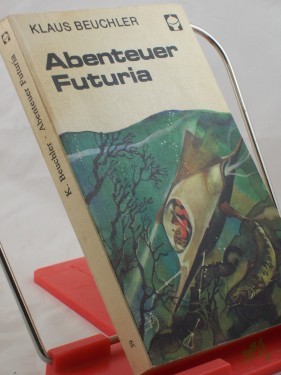 KLAUS BEUCHLER
Abenteuer
Futuria
K. Beuchler · Abenteuer Futuria